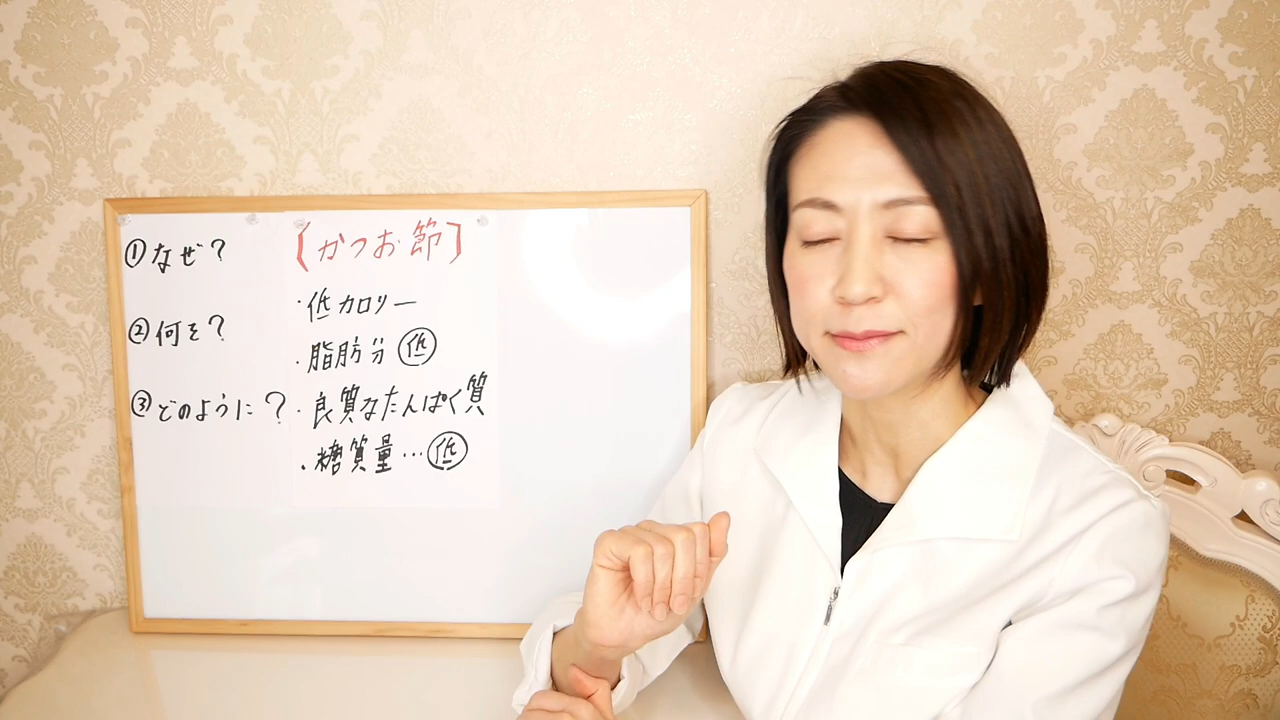 ①なぜ?
②何を?
③どのように?
【かつお節】
・低カロリー
・脂肪分 低
・良質なたんぱく質
・糖質量…低